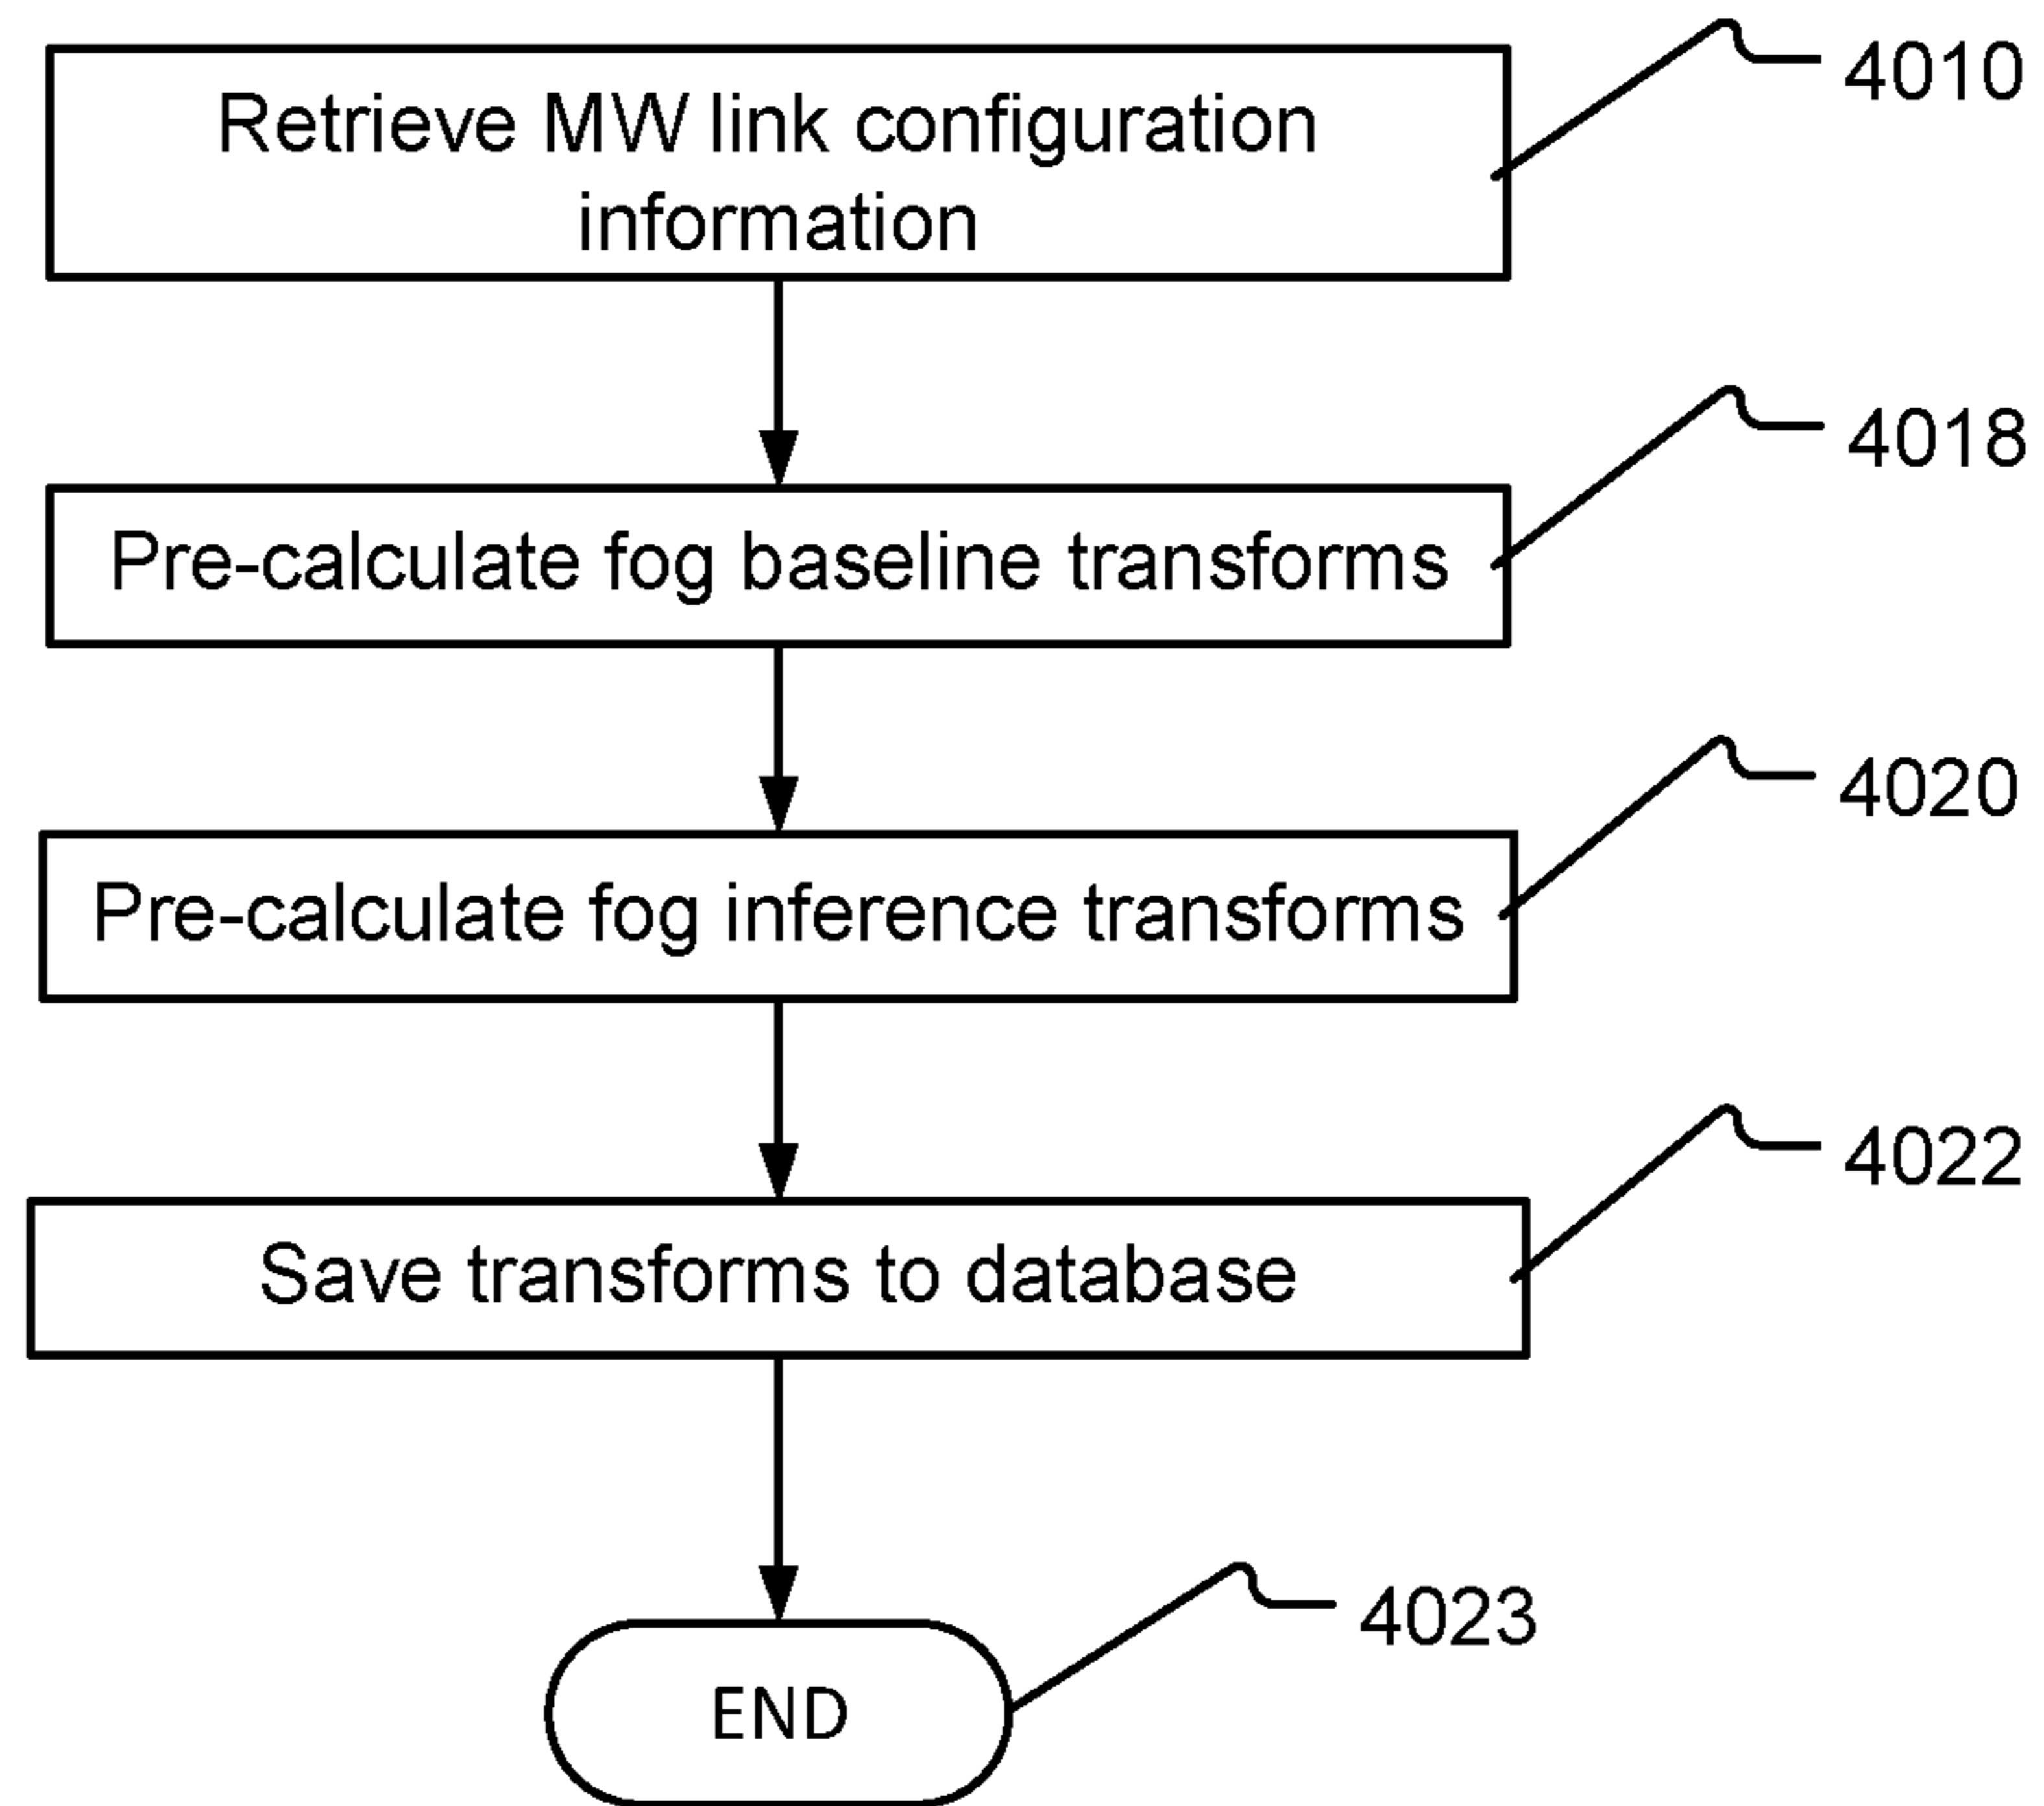 Retrieve MW link configuration
information
4010
Pre-calculate fog baseline transforms
4018
Pre-calculate fog inference transforms
4020
Save transforms to database
4022
END
4023